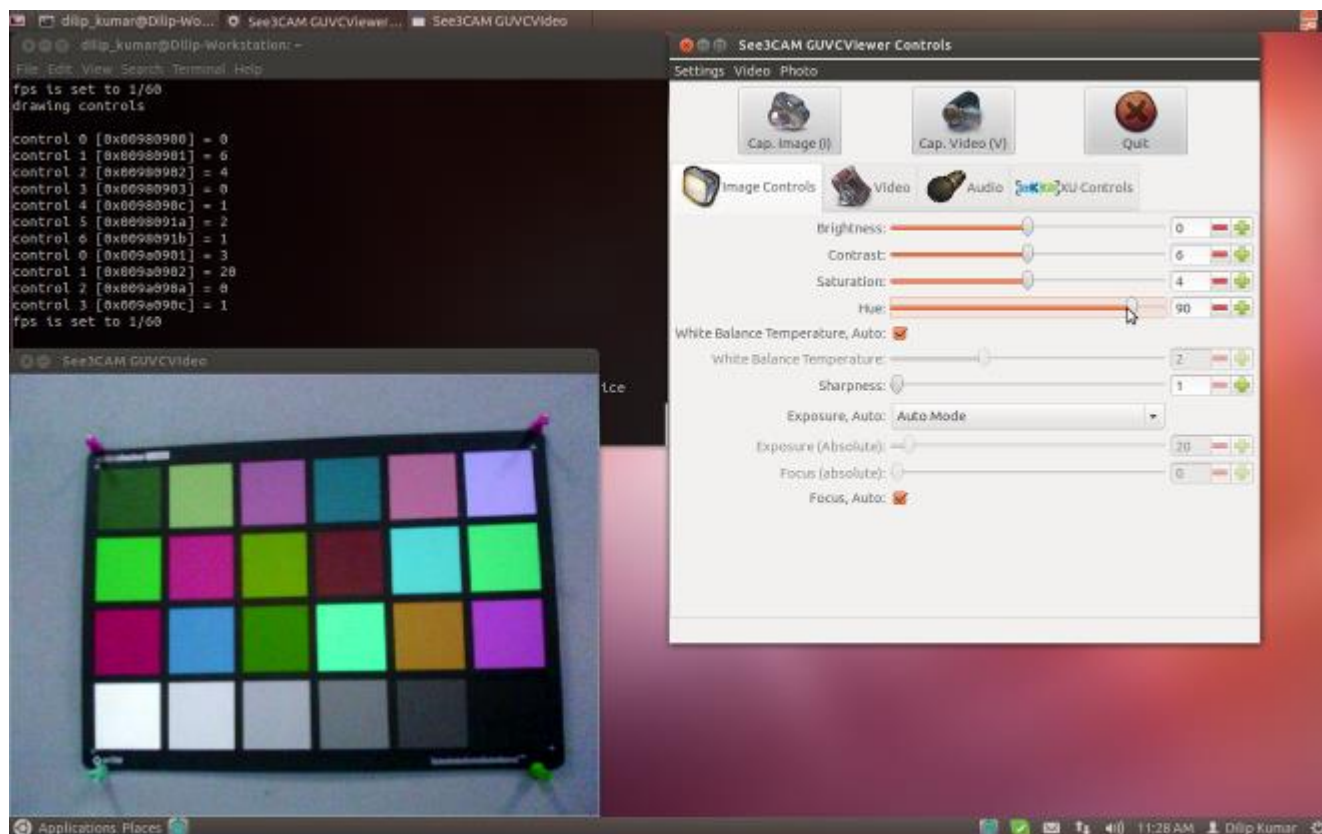 dilip_kumar@Dilip-Wo... See3CAM GUVCViewer... See3CAM GUVCVideo
dilip_kumar@Dilip-Workstation: ~
File Edit View Search Terminal Help
fps is set to 1/60
drawing controls
control 0 [0x00980900] = 0
control 1 [0x00980901] = 6
control 2 [0x00980902] = 4
control 3 [0x00980903] = 0
control 4 [0x0098090c] = 1
control 5 [0x0098091a] = 2
control 6 [0x0098091b] = 1
control 0 [0x009a0901] = 3
control 1 [0x009a0902] = 20
control 2 [0x009a090a] = 0
control 3 [0x009a090c] = 1
fps is set to 1/60
ice
See3CAM GUVCVideo
See3CAM GUVCViewer Controls
Settings Video Photo
Cap. Image (I) Cap. Video (V) Quit
Image Controls Video Audio XU Controls
Brightness: 0
Contrast: 6
Saturation: 4
Hue: 90
White Balance Temperature, Auto:
White Balance Temperature: 2
Sharpness: 1
Exposure, Auto: Auto Mode
Exposure (Absolute): 20
Focus (absolute): 0
Focus, Auto:
Applications Places 11:28 AM Dilip Kumar